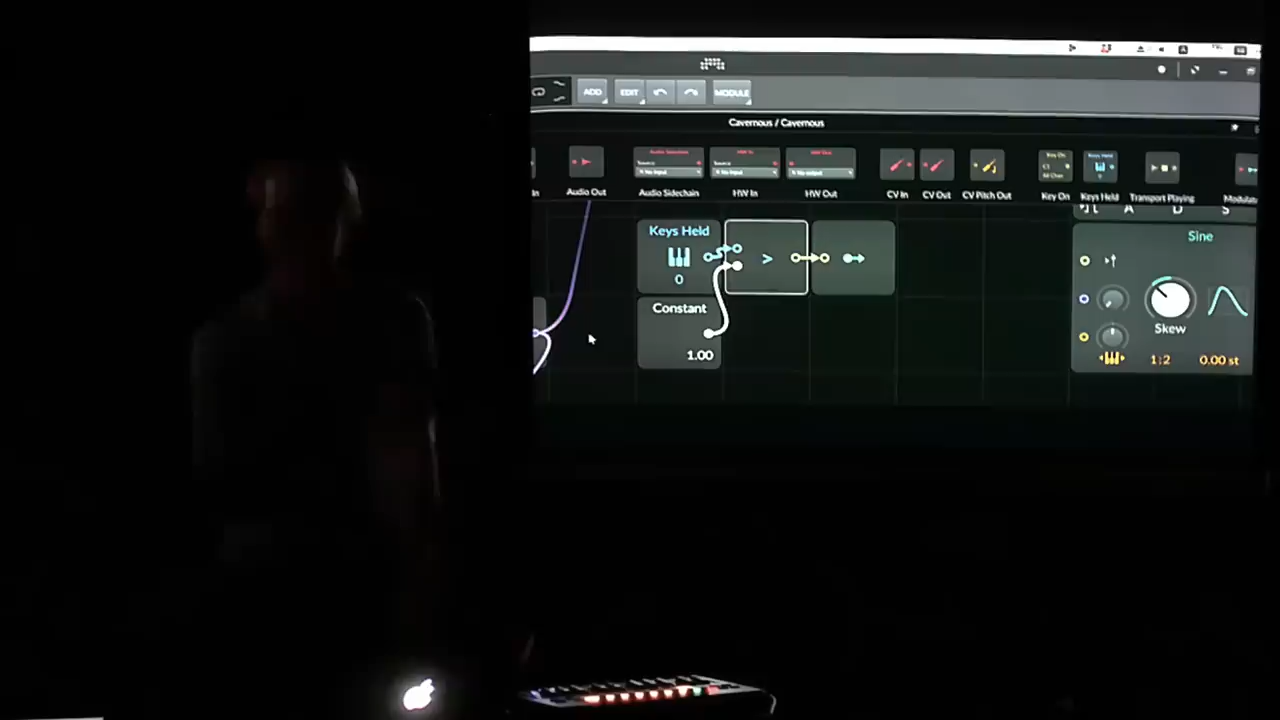 ADD EDIT MODULE
Cavernous / Cavernous
In Audio Out Audio Sidechain HW In HW Out CV In CV Out CV Pitch Out Key On Keys Held Transport Playing
A D S
Keys Held
>
0
Constant
1.00
Sine
Skew
1:2 0.00 st